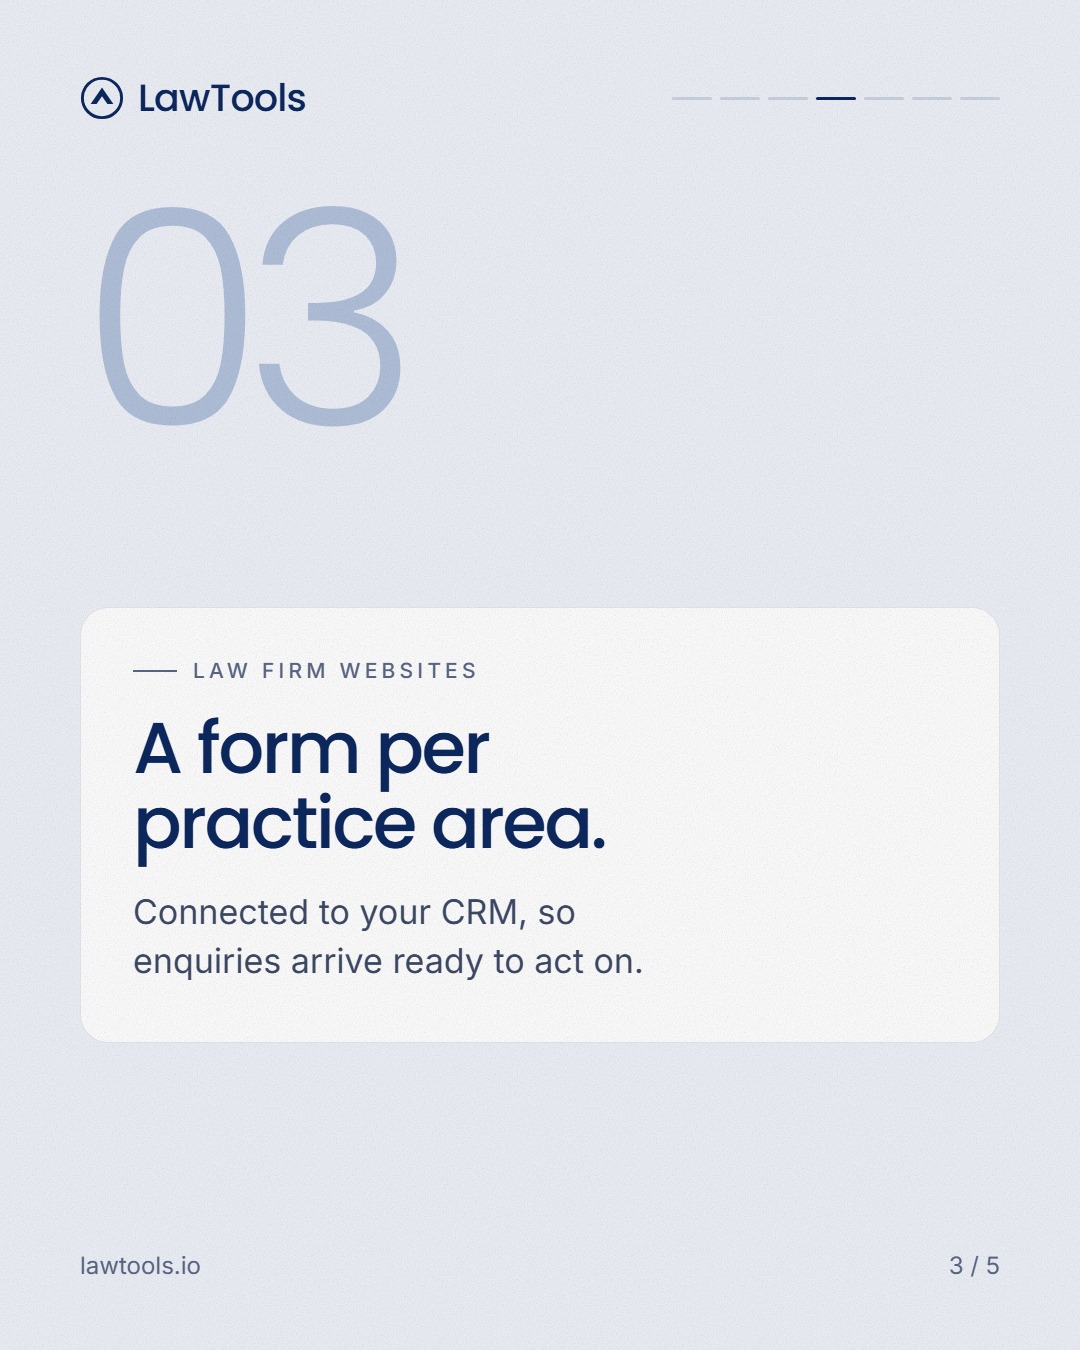 LawTools
03
LAW FIRM WEBSITES
A form per
practice area.
Connected to your CRM, so
enquiries arrive ready to act on.
lawtools.io
3 / 5